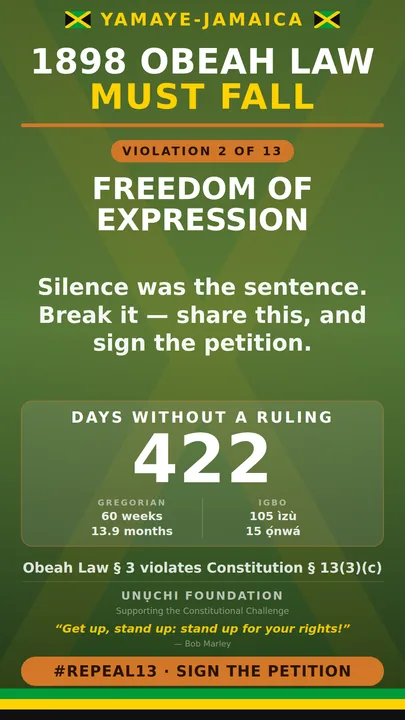 YAMAYE-JAMAICA
1898 OBEAH LAW
MUST FALL
VIOLATION 2 OF 13
FREEDOM OF
EXPRESSION
Silence was the sentence.
Break it — share this, and
sign the petition.
DAYS WITHOUT A RULING
422
GREGORIAN
60 weeks
13.9 months
IGBO
105 ìzù
15 ọ́nwá
Obeah Law § 3 violates Constitution § 13(3)(c)
UNỤCHI FOUNDATION
Supporting the Constitutional Challenge
“Get up, stand up: stand up for your rights!”
— Bob Marley
#REPEAL13 · SIGN THE PETITION